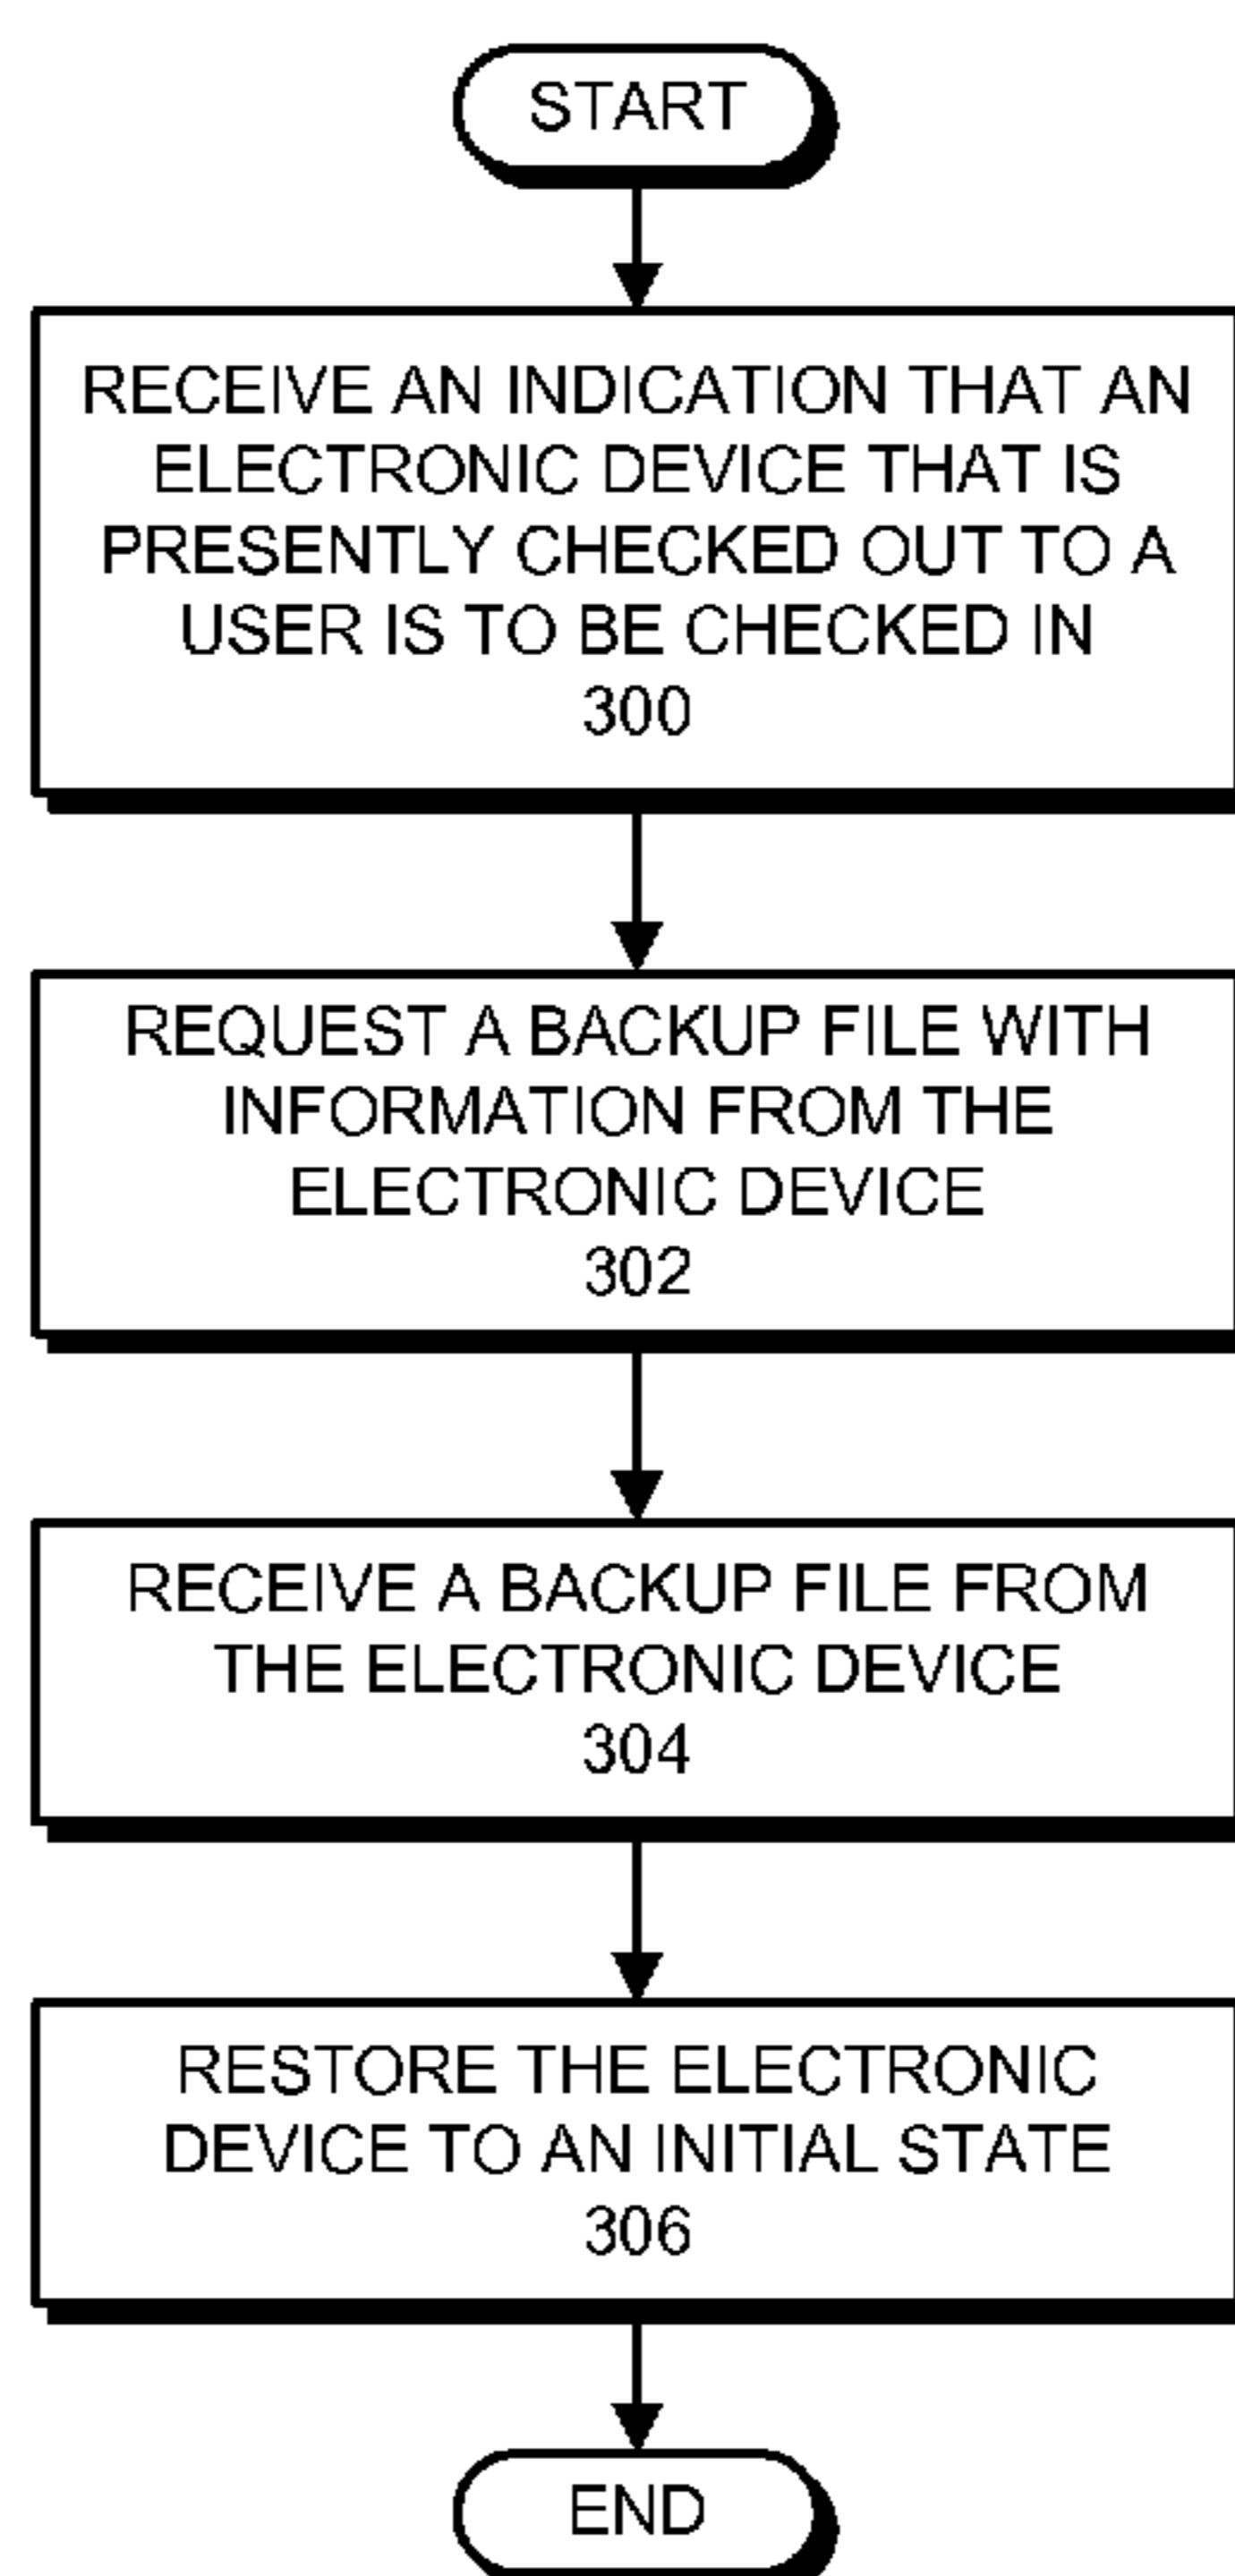 START
RECEIVE AN INDICATION THAT AN
ELECTRONIC DEVICE THAT IS
PRESENTLY CHECKED OUT TO A
USER IS TO BE CHECKED IN
300
REQUEST A BACKUP FILE WITH
INFORMATION FROM THE
ELECTRONIC DEVICE
302
RECEIVE A BACKUP FILE FROM
THE ELECTRONIC DEVICE
304
RESTORE THE ELECTRONIC
DEVICE TO AN INITIAL STATE
306
END